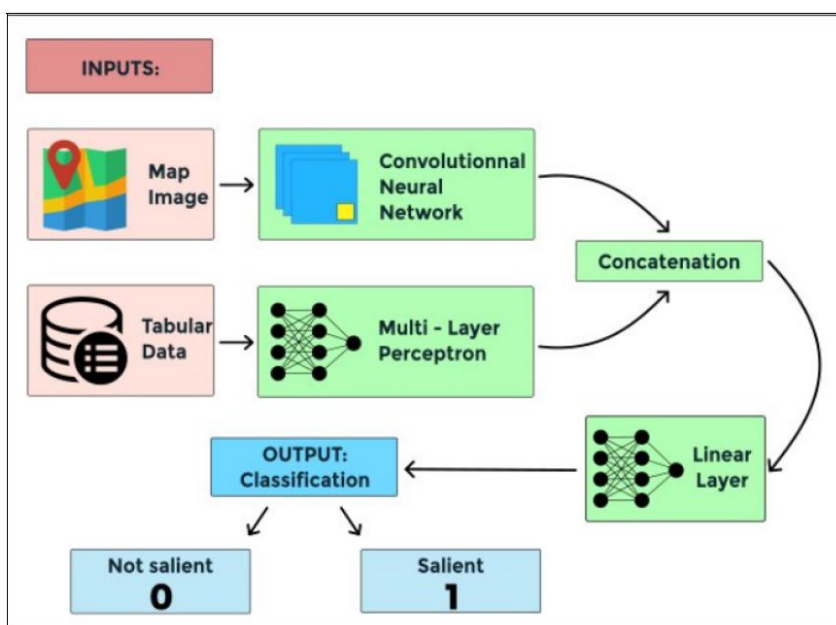 INPUTS:
Map
Image
Convolutionnal
Neural
Network
Concatenation
Tabular
Data
Multi - Layer
Perceptron
Linear
Layer
OUTPUT:
Classification
Not salient
0
Salient
1